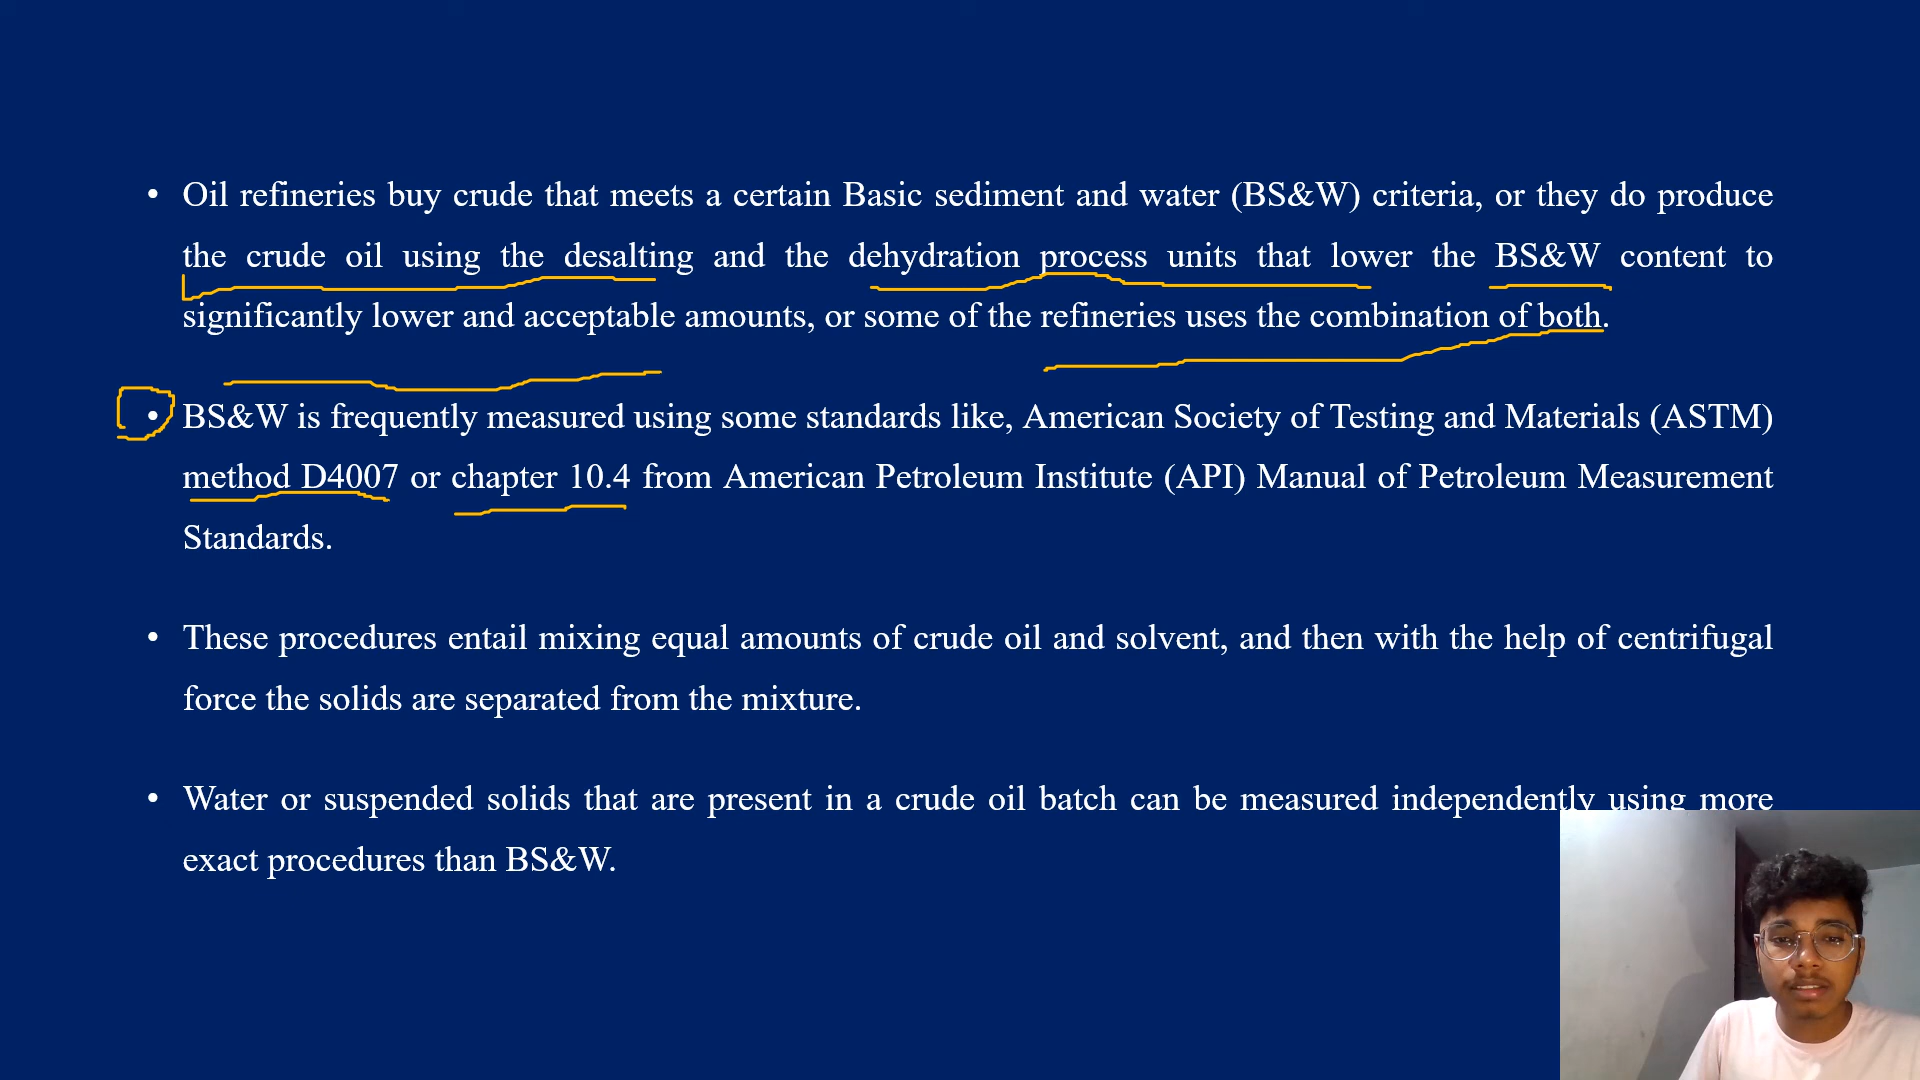 • Oil refineries buy crude that meets a certain Basic sediment and water (BS&W) criteria, or they do produce
the crude oil using the desalting and the dehydration process units that lower the BS&W content to
significantly lower and acceptable amounts, or some of the refineries uses the combination of both.
• BS&W is frequently measured using some standards like, American Society of Testing and Materials (ASTM)
method D4007 or chapter 10.4 from American Petroleum Institute (API) Manual of Petroleum Measurement
Standards.
• These procedures entail mixing equal amounts of crude oil and solvent, and then with the help of centrifugal
force the solids are separated from the mixture.
• Water or suspended solids that are present in a crude oil batch can be measured independently using more
exact procedures than BS&W.